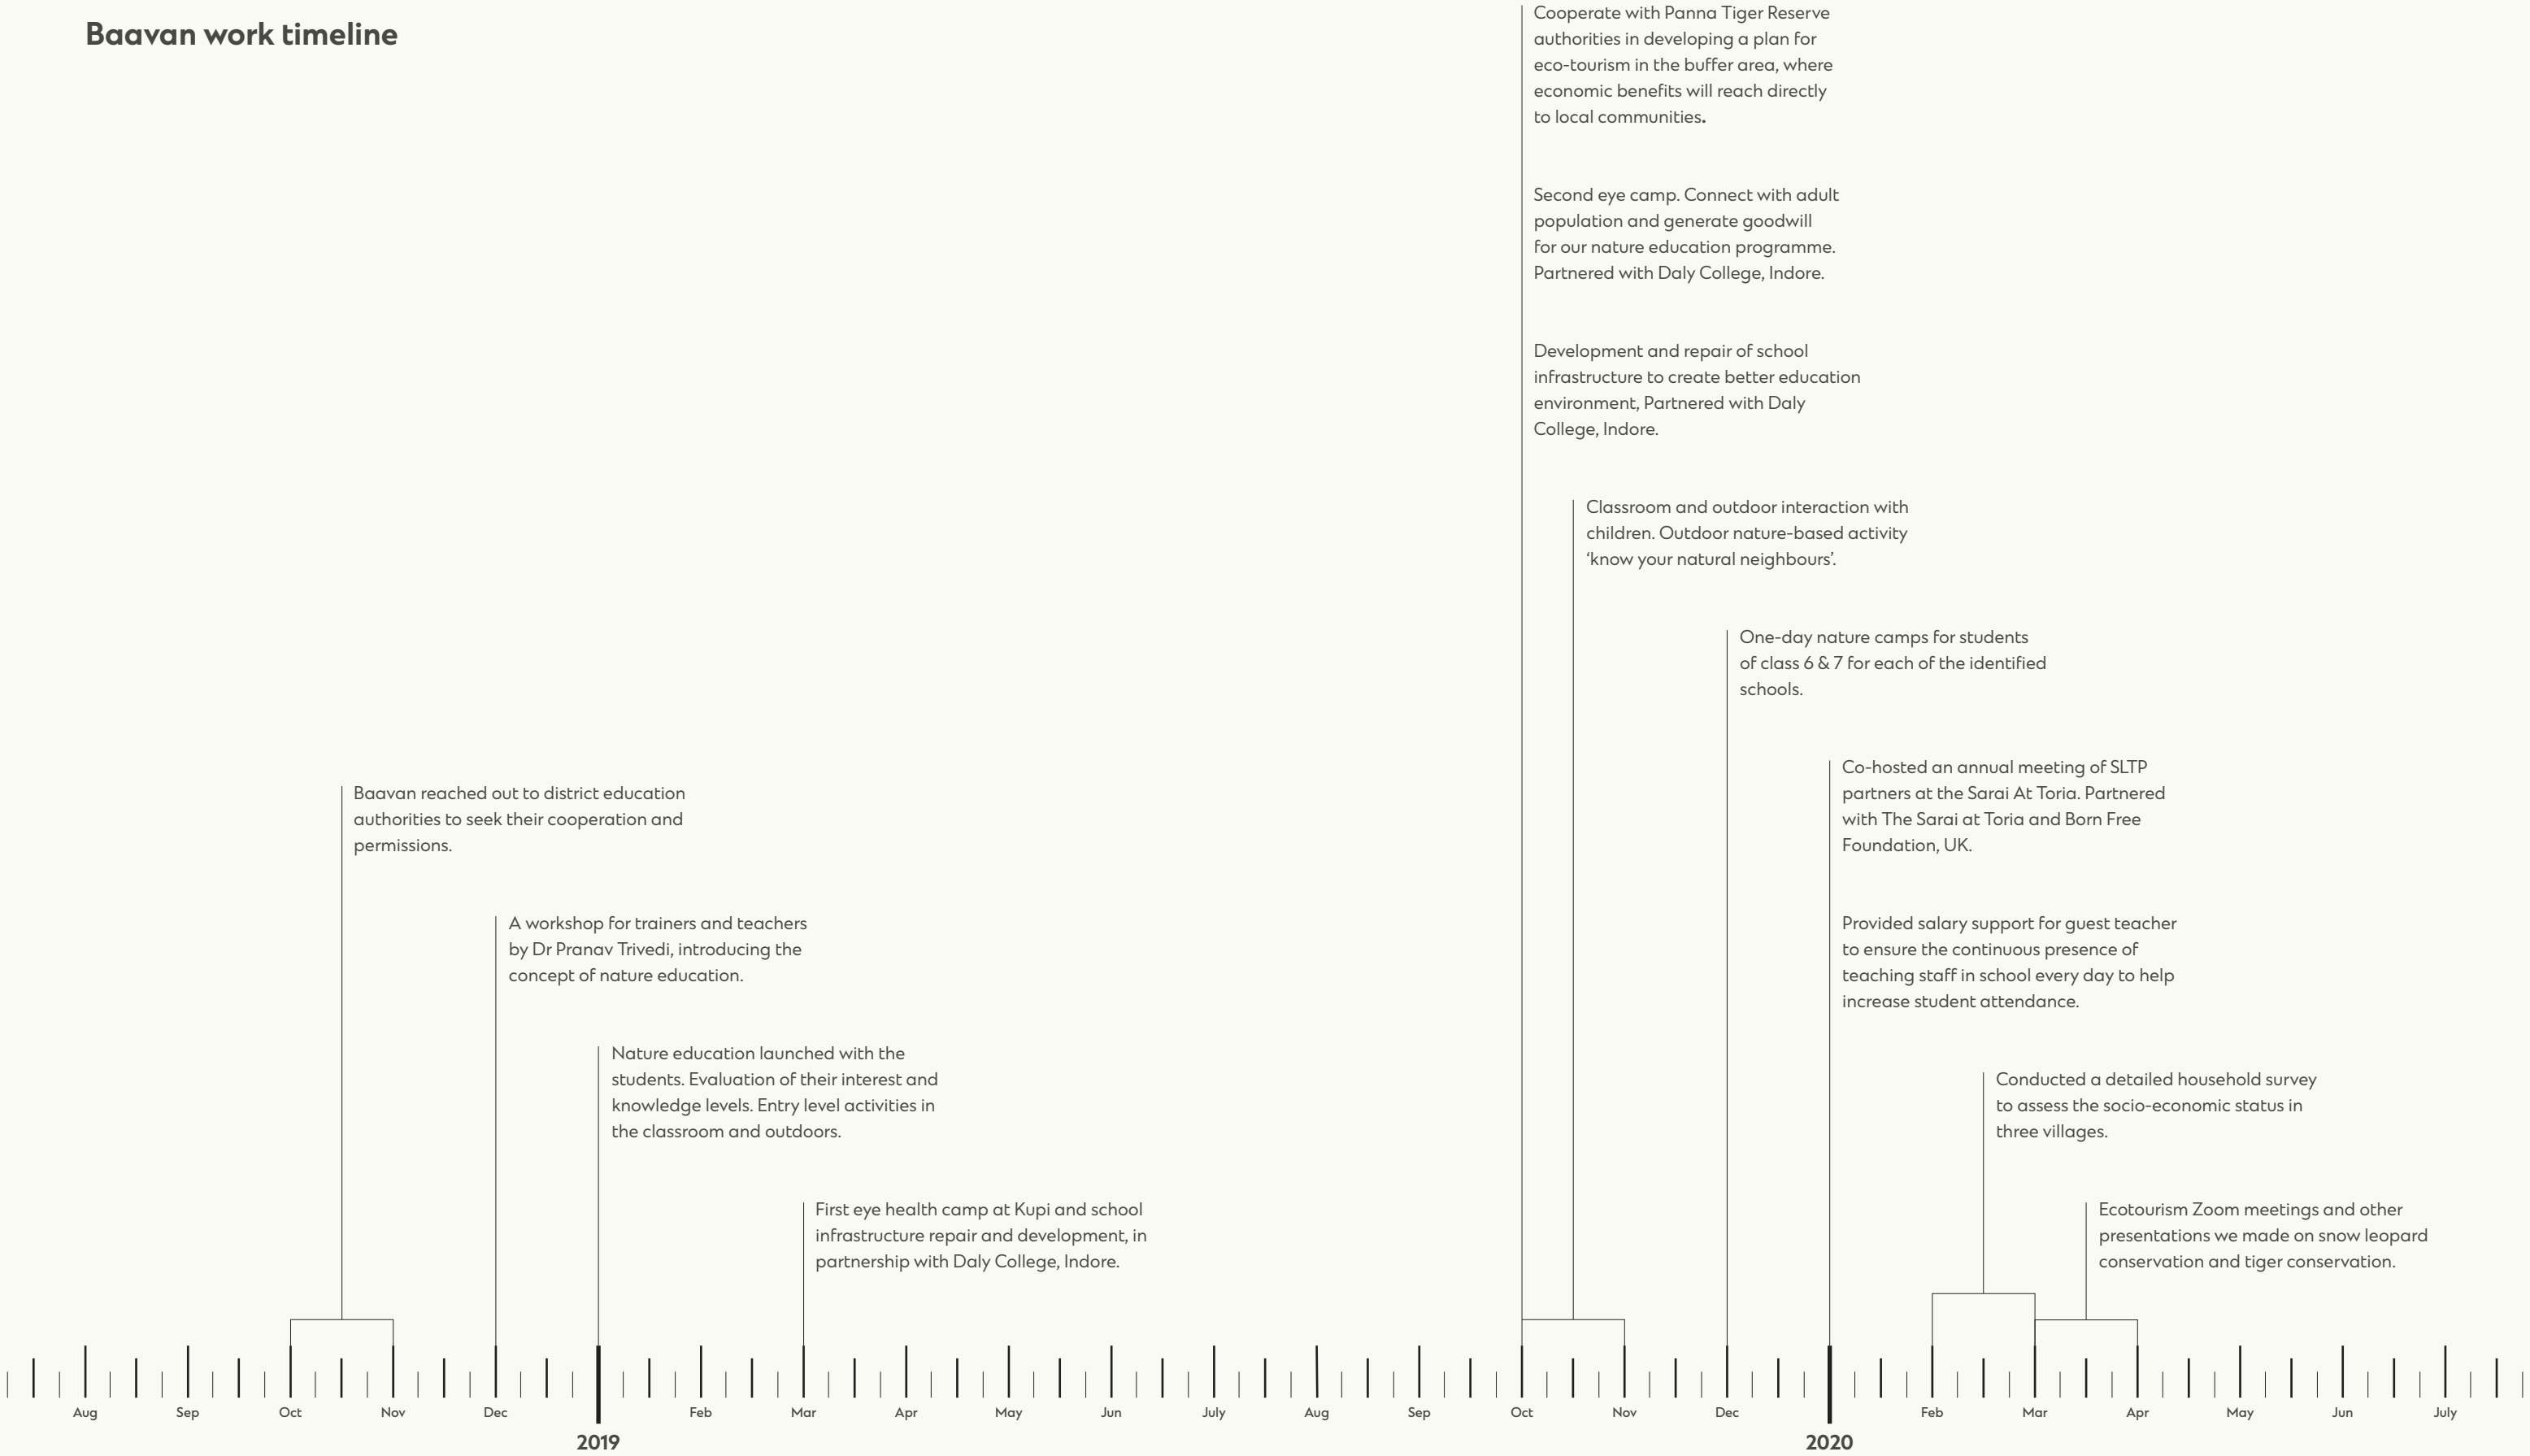 Baavan work timeline
Cooperate with Panna Tiger Reserve
authorities in developing a plan for
eco-tourism in the buffer area, where
economic benefits will reach directly
to local communities.
Second eye camp. Connect with adult
population and generate goodwill
for our nature education programme.
Partnered with Daly College, Indore.
Development and repair of school
infrastructure to create better education
environment, Partnered with Daly
College, Indore.
Classroom and outdoor interaction with
children. Outdoor nature-based activity
‘know your natural neighbours’.
One-day nature camps for students
of class 6 & 7 for each of the identified
schools.
Co-hosted an annual meeting of SLTP
partners at the Sarai At Toria. Partnered
with The Sarai at Toria and Born Free
Foundation, UK.
Baavan reached out to district education
authorities to seek their cooperation and
permissions.
A workshop for trainers and teachers
by Dr Pranav Trivedi, introducing the
concept of nature education.
Provided salary support for guest teacher
to ensure the continuous presence of
teaching staff in school every day to help
increase student attendance.
Nature education launched with the
students. Evaluation of their interest and
knowledge levels. Entry level activities in
the classroom and outdoors.
Conducted a detailed household survey
to assess the socio-economic status in
three villages.
First eye health camp at Kupi and school
infrastructure repair and development, in
partnership with Daly College, Indore.
Ecotourism Zoom meetings and other
presentations we made on snow leopard
conservation and tiger conservation.
Aug Sep Oct Nov Dec Feb Mar Apr May Jun July Aug Sep Oct Nov Dec Feb Mar Apr May Jun July
2019 2020